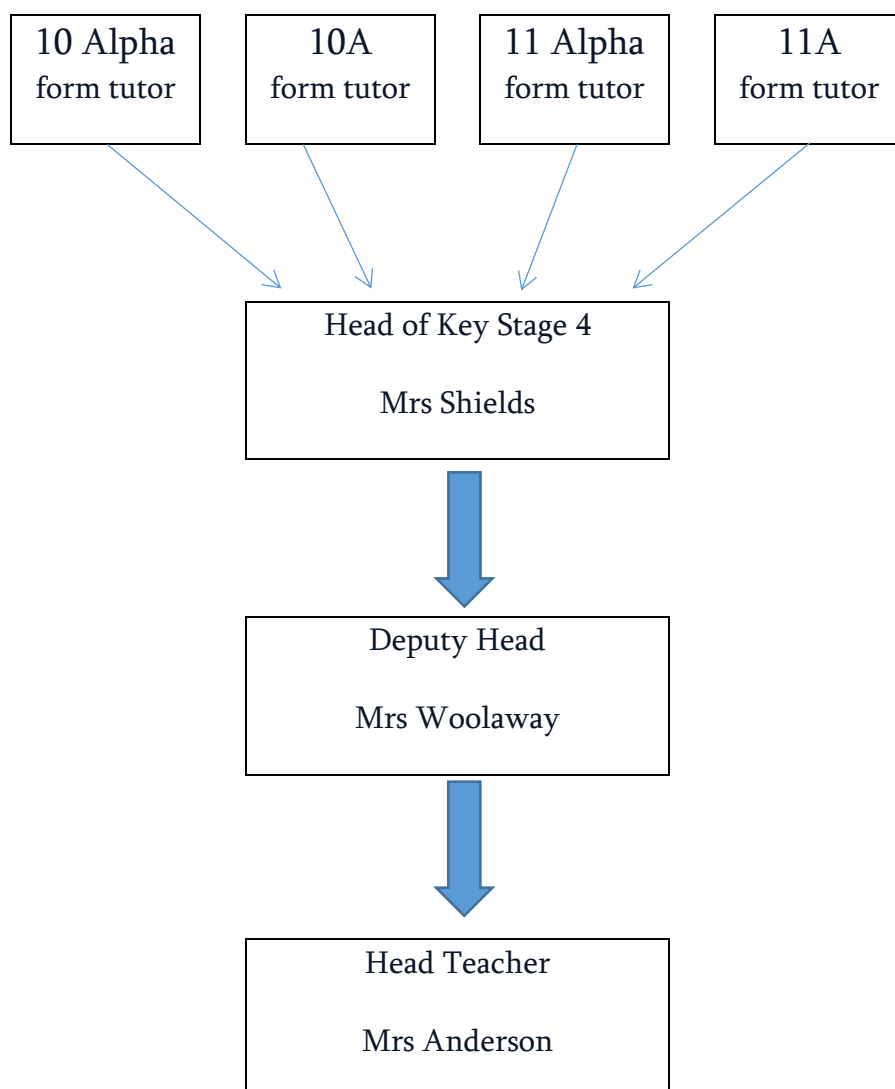 10 Alpha
form tutor
10A
form tutor
11 Alpha
form tutor
11A
form tutor
Head of Key Stage 4
Mrs Shields
Deputy Head
Mrs Woolaway
Head Teacher
Mrs Anderson